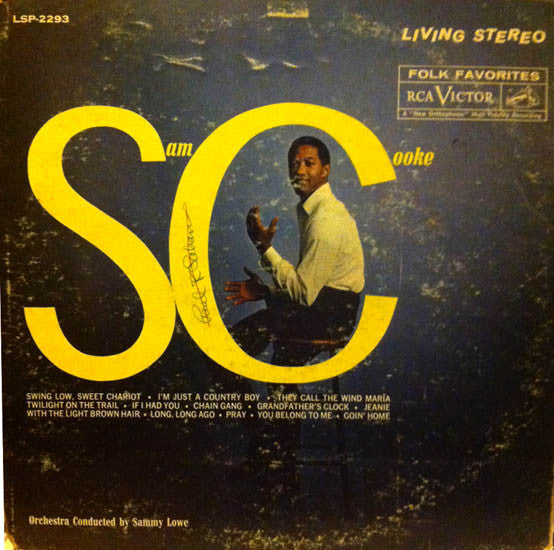 LSP-2293
LIVING STEREO
FOLK FAVORITES
RCA VICTOR
A "New Orthophonic" High Fidelity Recording
Sam Cooke
SWING LOW, SWEET CHARIOT • I'M JUST A COUNTRY BOY • THEY CALL THE WIND MARÍA
TWILIGHT ON THE TRAIL • IF I HAD YOU • CHAIN GANG • GRANDFATHER'S CLOCK • JEANIE
WITH THE LIGHT BROWN HAIR • LONG, LONG AGO • PRAY • YOU BELONG TO ME • GOIN' HOME
Orchestra Conducted by Sammy Lowe